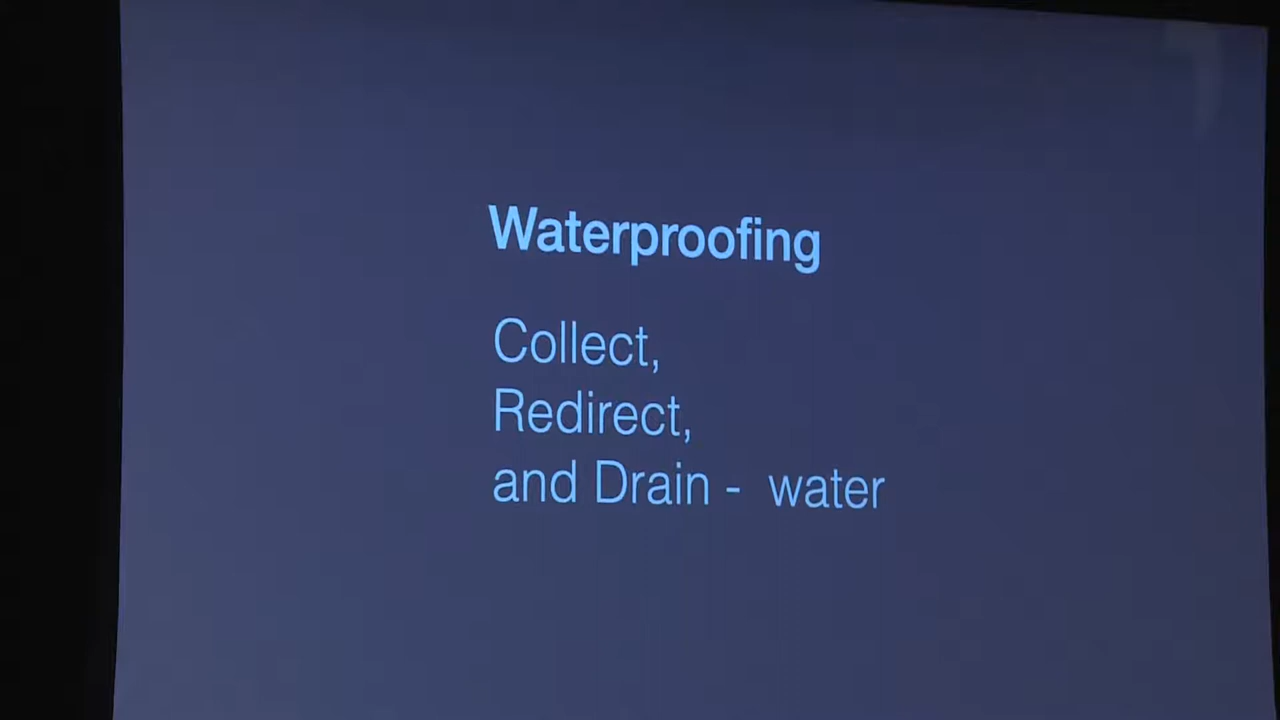 Waterproofing
Collect,
Redirect,
and Drain - water